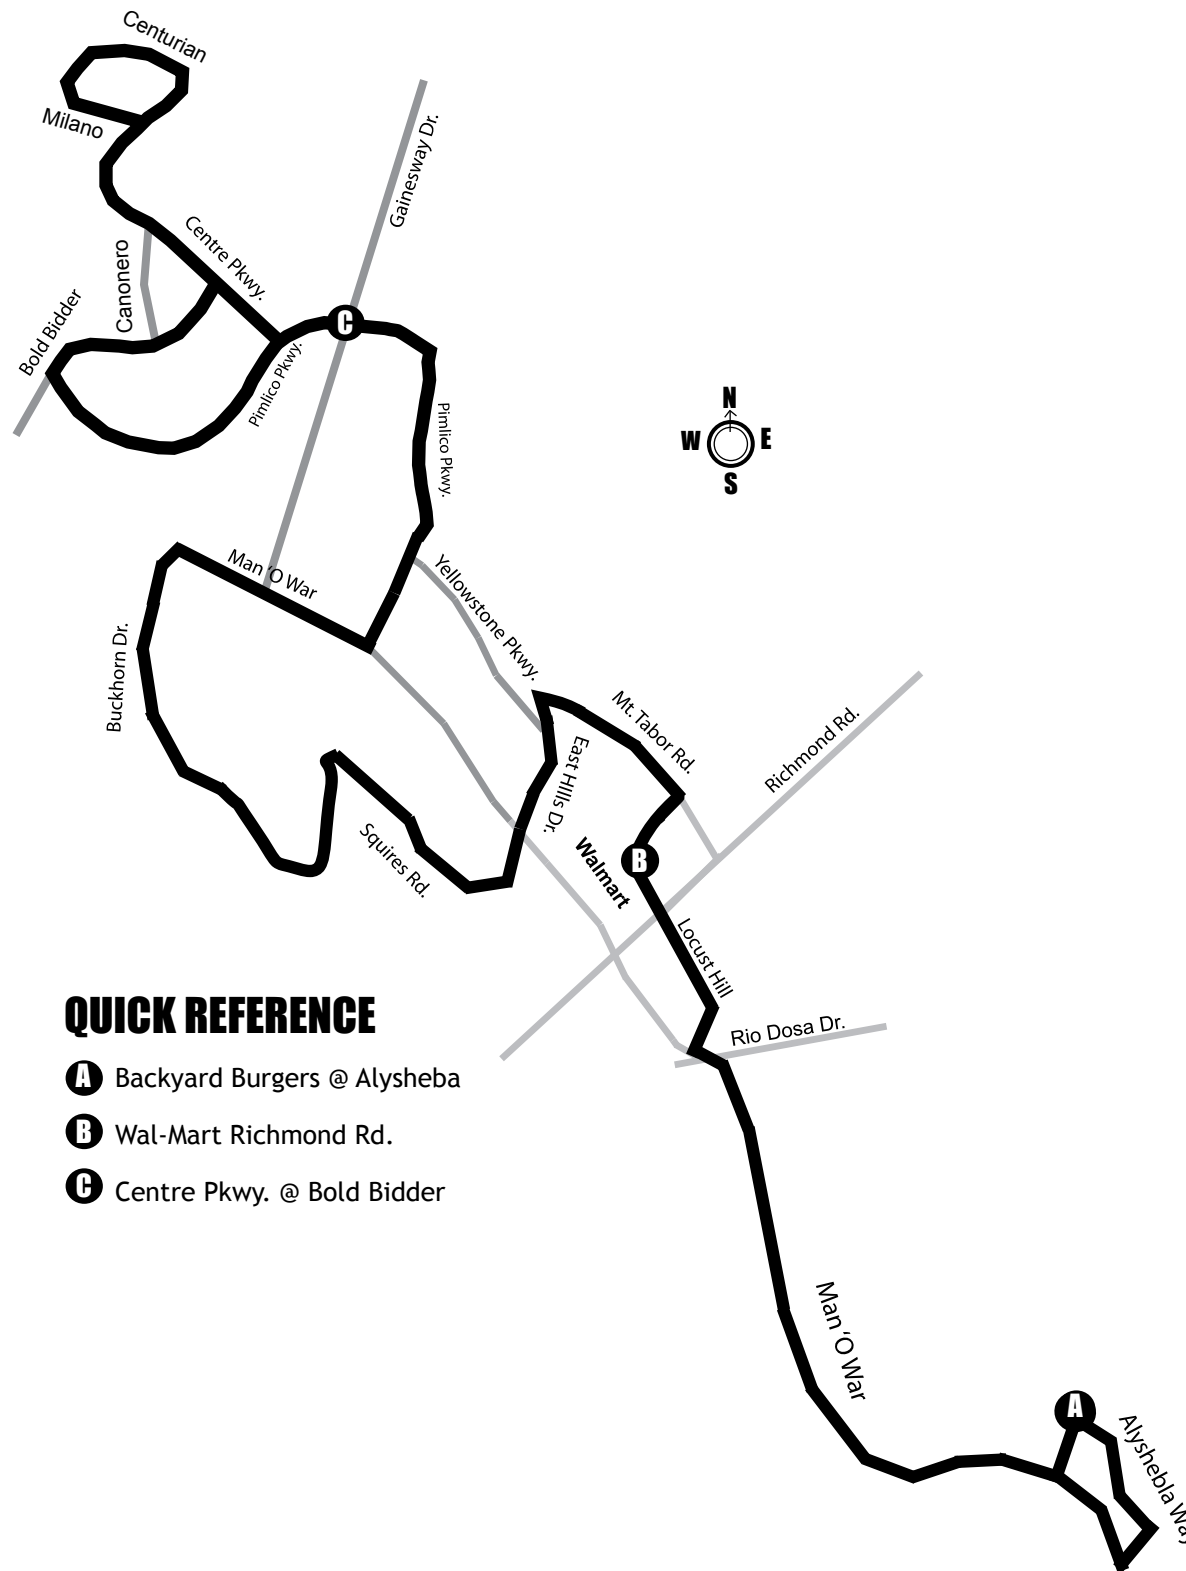 Centurian
Milano
Gainesway Dr.
Centre Pkwy.
Canonero
Bold Bidder
C
Pimlico Pkwy.
Pimlico Pkwy.
N
W
E
S
Man ‘O War
Yellowstone Pkwy.
Buckhorn Dr.
Mt. Tabor Rd.
Richmond Rd.
East HIlls Dr.
Squires Rd.
Walmart
B
Locust Hill
Rio Dosa Dr.
QUICK REFERENCE
A Backyard Burgers @ Alysheba
B Wal-Mart Richmond Rd.
C Centre Pkwy. @ Bold Bidder
Man ‘O War
A
Alyshebla Way